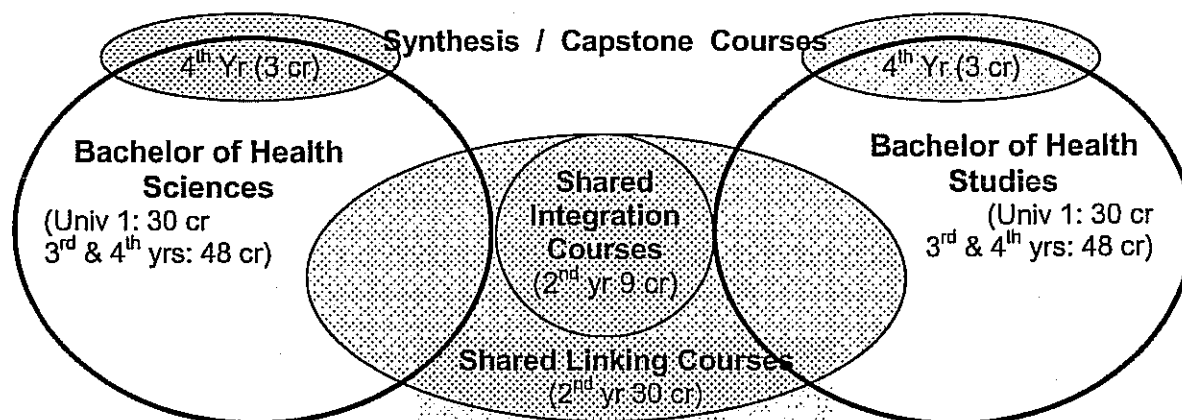 Synthesis / Capstone Courses
4th Yr (3 cr)
4th Yr (3 cr)
Bachelor of Health
Sciences
(Univ 1: 30 cr
3rd & 4th yrs: 48 cr)
Shared
Integration
Courses
(2nd yr 9 cr)
Bachelor of Health
Studies
(Univ 1: 30 cr
3rd & 4th yrs: 48 cr)
Shared Linking Courses
(2nd yr 30 cr)